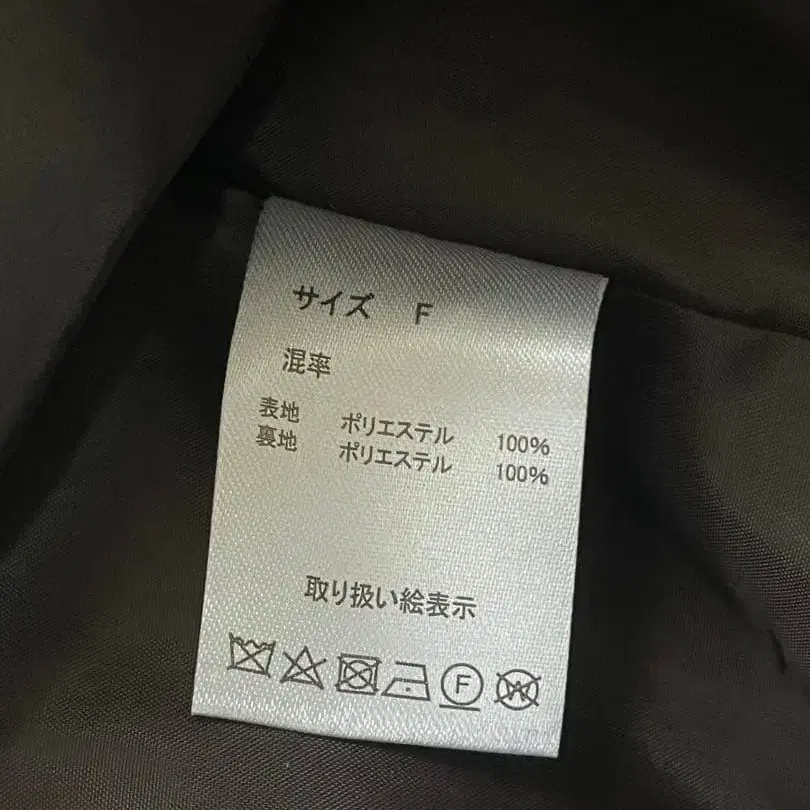 サイズ F
混率
表地 ポリエステル 100%
裏地 ポリエステル 100%
取り扱い絵表示
F W